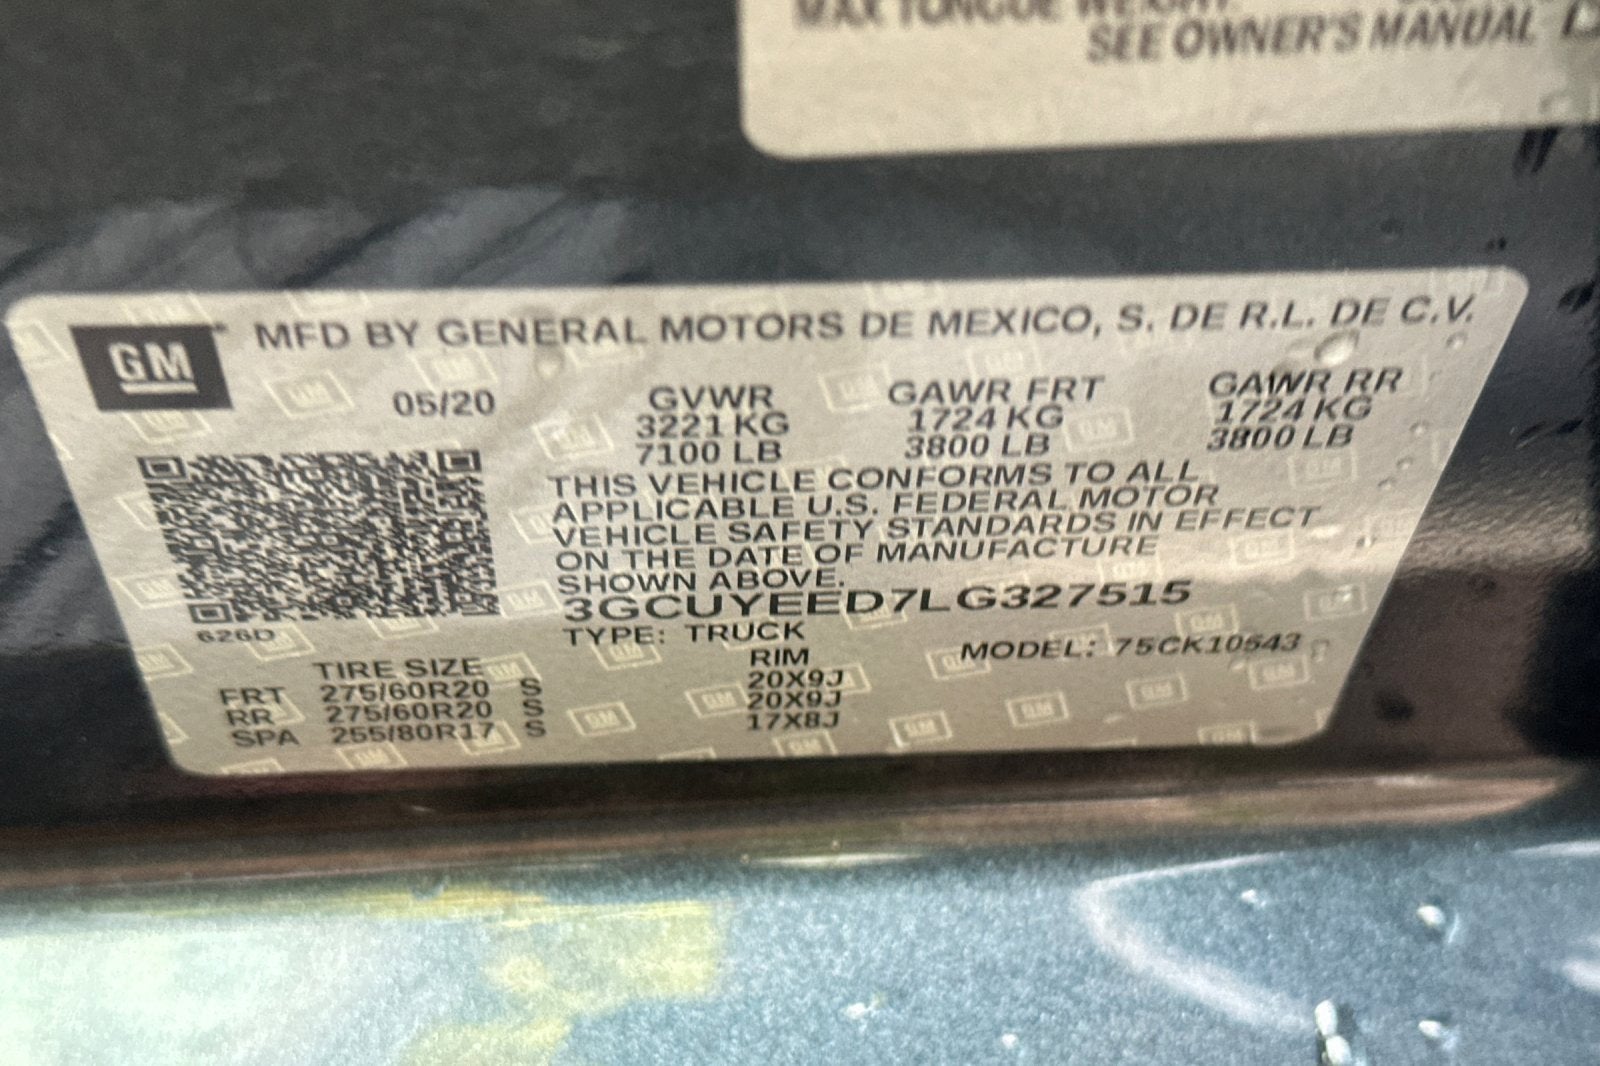 MAX TONGUE WEIGHT:
SEE OWNER'S MANUAL
GM
MFD BY GENERAL MOTORS DE MEXICO, S. DE R.L. DE C.V.
05/20 GVWR GAWR FRT GAWR RR
3221 KG 1724 KG 1724 KG
7100 LB 3800 LB 3800 LB
THIS VEHICLE CONFORMS TO ALL
APPLICABLE U.S. FEDERAL MOTOR
VEHICLE SAFETY STANDARDS IN EFFECT
ON THE DATE OF MANUFACTURE
SHOWN ABOVE.
3GCUYEED7LG327515
626D
TYPE: TRUCK MODEL: 75CK10543
TIRE SIZE RIM
FRT 275/60R20 S 20X9J
RR 275/60R20 S 20X9J
SPA 255/80R17 S 17X8J